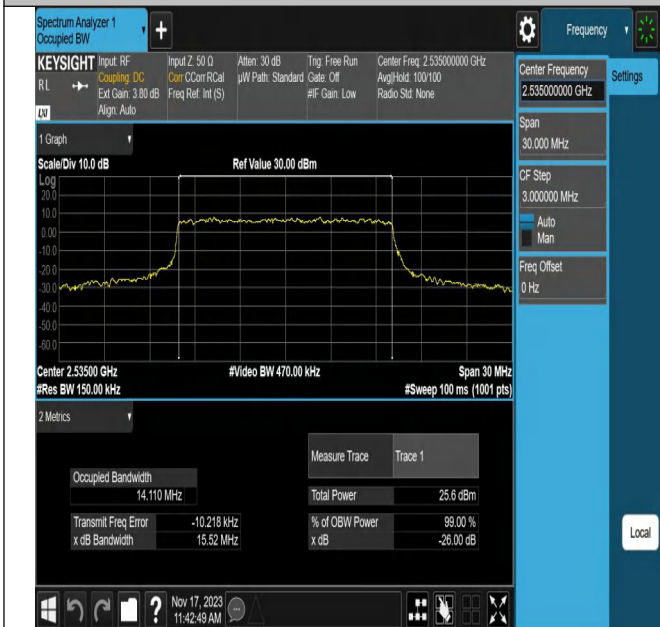 Spectrum Analyzer 1
Occupied BW
+
Frequency
KEYSIGHT
RL
LXI
Input: RF
Coupling: DC
Ext Gain: 3.80 dB
Align: Auto
Input Z: 50 Ω
Corr CCorr RCal
Freq Ref: Int (S)
Atten: 30 dB
µW Path: Standard
Trig: Free Run
Gate: Off
#IF Gain: Low
Center Freq: 2.535000000 GHz
Avg|Hold: 100/100
Radio Std: None
Center Frequency
2.535000000 GHz
Settings
Span
30.000 MHz
CF Step
3.000000 MHz
Auto
Man
Freq Offset
0 Hz
1 Graph
Scale/Div 10.0 dB
Ref Value 30.00 dBm
Log
20.0
10.0
0.00
-10.0
-20.0
-30.0
-40.0
-50.0
-60.0
Center 2.53500 GHz
#Video BW 470.00 kHz
Span 30 MHz
#Res BW 150.00 kHz
#Sweep 100 ms (1001 pts)
2 Metrics
Measure Trace
Trace 1
Occupied Bandwidth
14.110 MHz
Total Power
25.6 dBm
Transmit Freq Error
-10.218 kHz
% of OBW Power
99.00 %
x dB Bandwidth
15.52 MHz
x dB
-26.00 dB
Local
?
Nov 17, 2023
11:42:49 AM